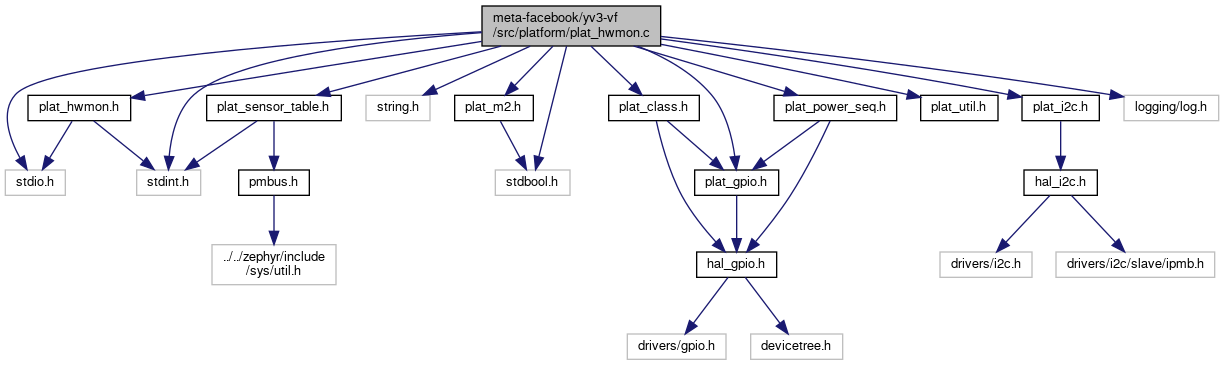 meta-facebook/yv3-vf
/src/platform/plat_hwmon.c
plat_hwmon.h
plat_sensor_table.h
string.h
plat_m2.h
plat_class.h
plat_power_seq.h
plat_util.h
plat_i2c.h
logging/log.h
stdio.h
stdint.h
pmbus.h
stdbool.h
plat_gpio.h
hal_i2c.h
../../zephyr/include
/sys/util.h
hal_gpio.h
drivers/i2c.h
drivers/i2c/slave/ipmb.h
drivers/gpio.h
devicetree.h